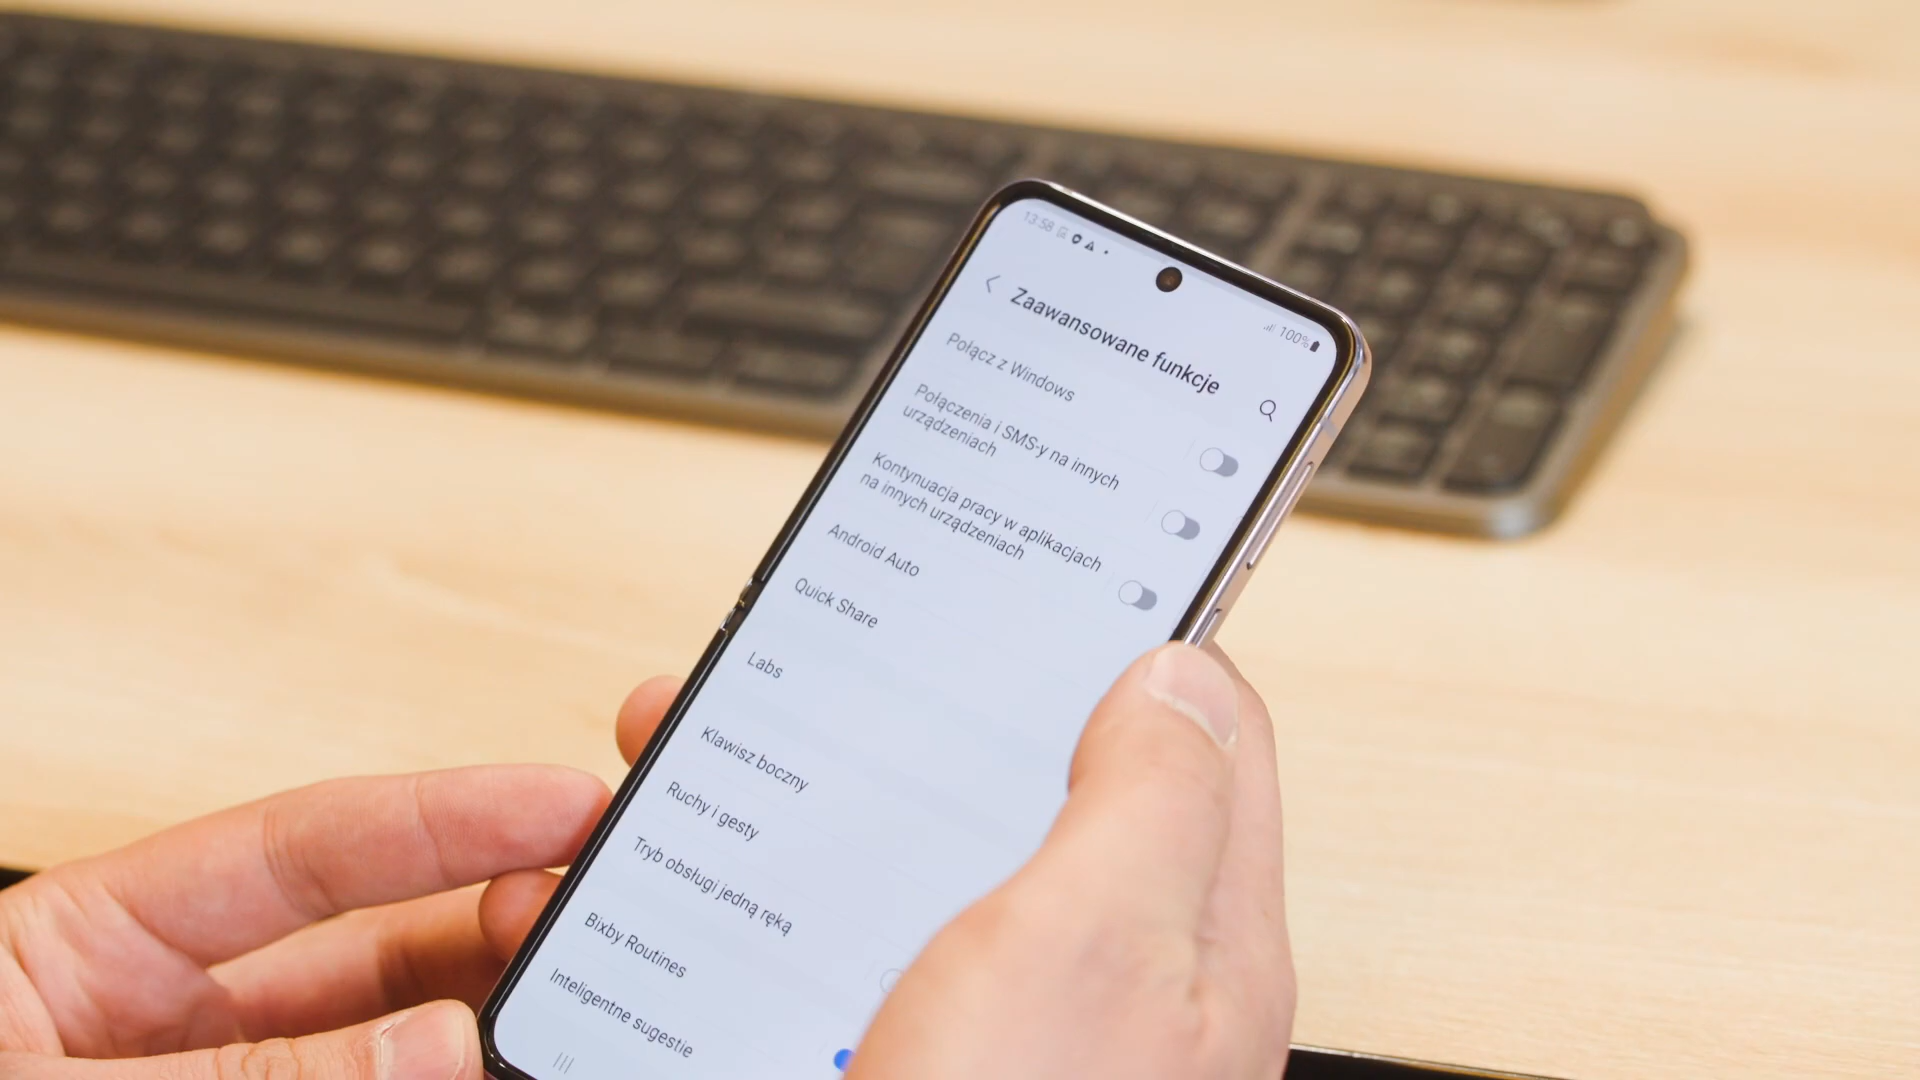 13:58
100%
Zaawansowane funkcje
Połącz z Windows
Połączenia i SMS-y na innych
urządzeniach
Kontynuacja pracy w aplikacjach
na innych urządzeniach
Android Auto
Quick Share
Labs
Klawisz boczny
Ruchy i gesty
Tryb obsługi jedną ręką
Bixby Routines
Inteligentne sugestie